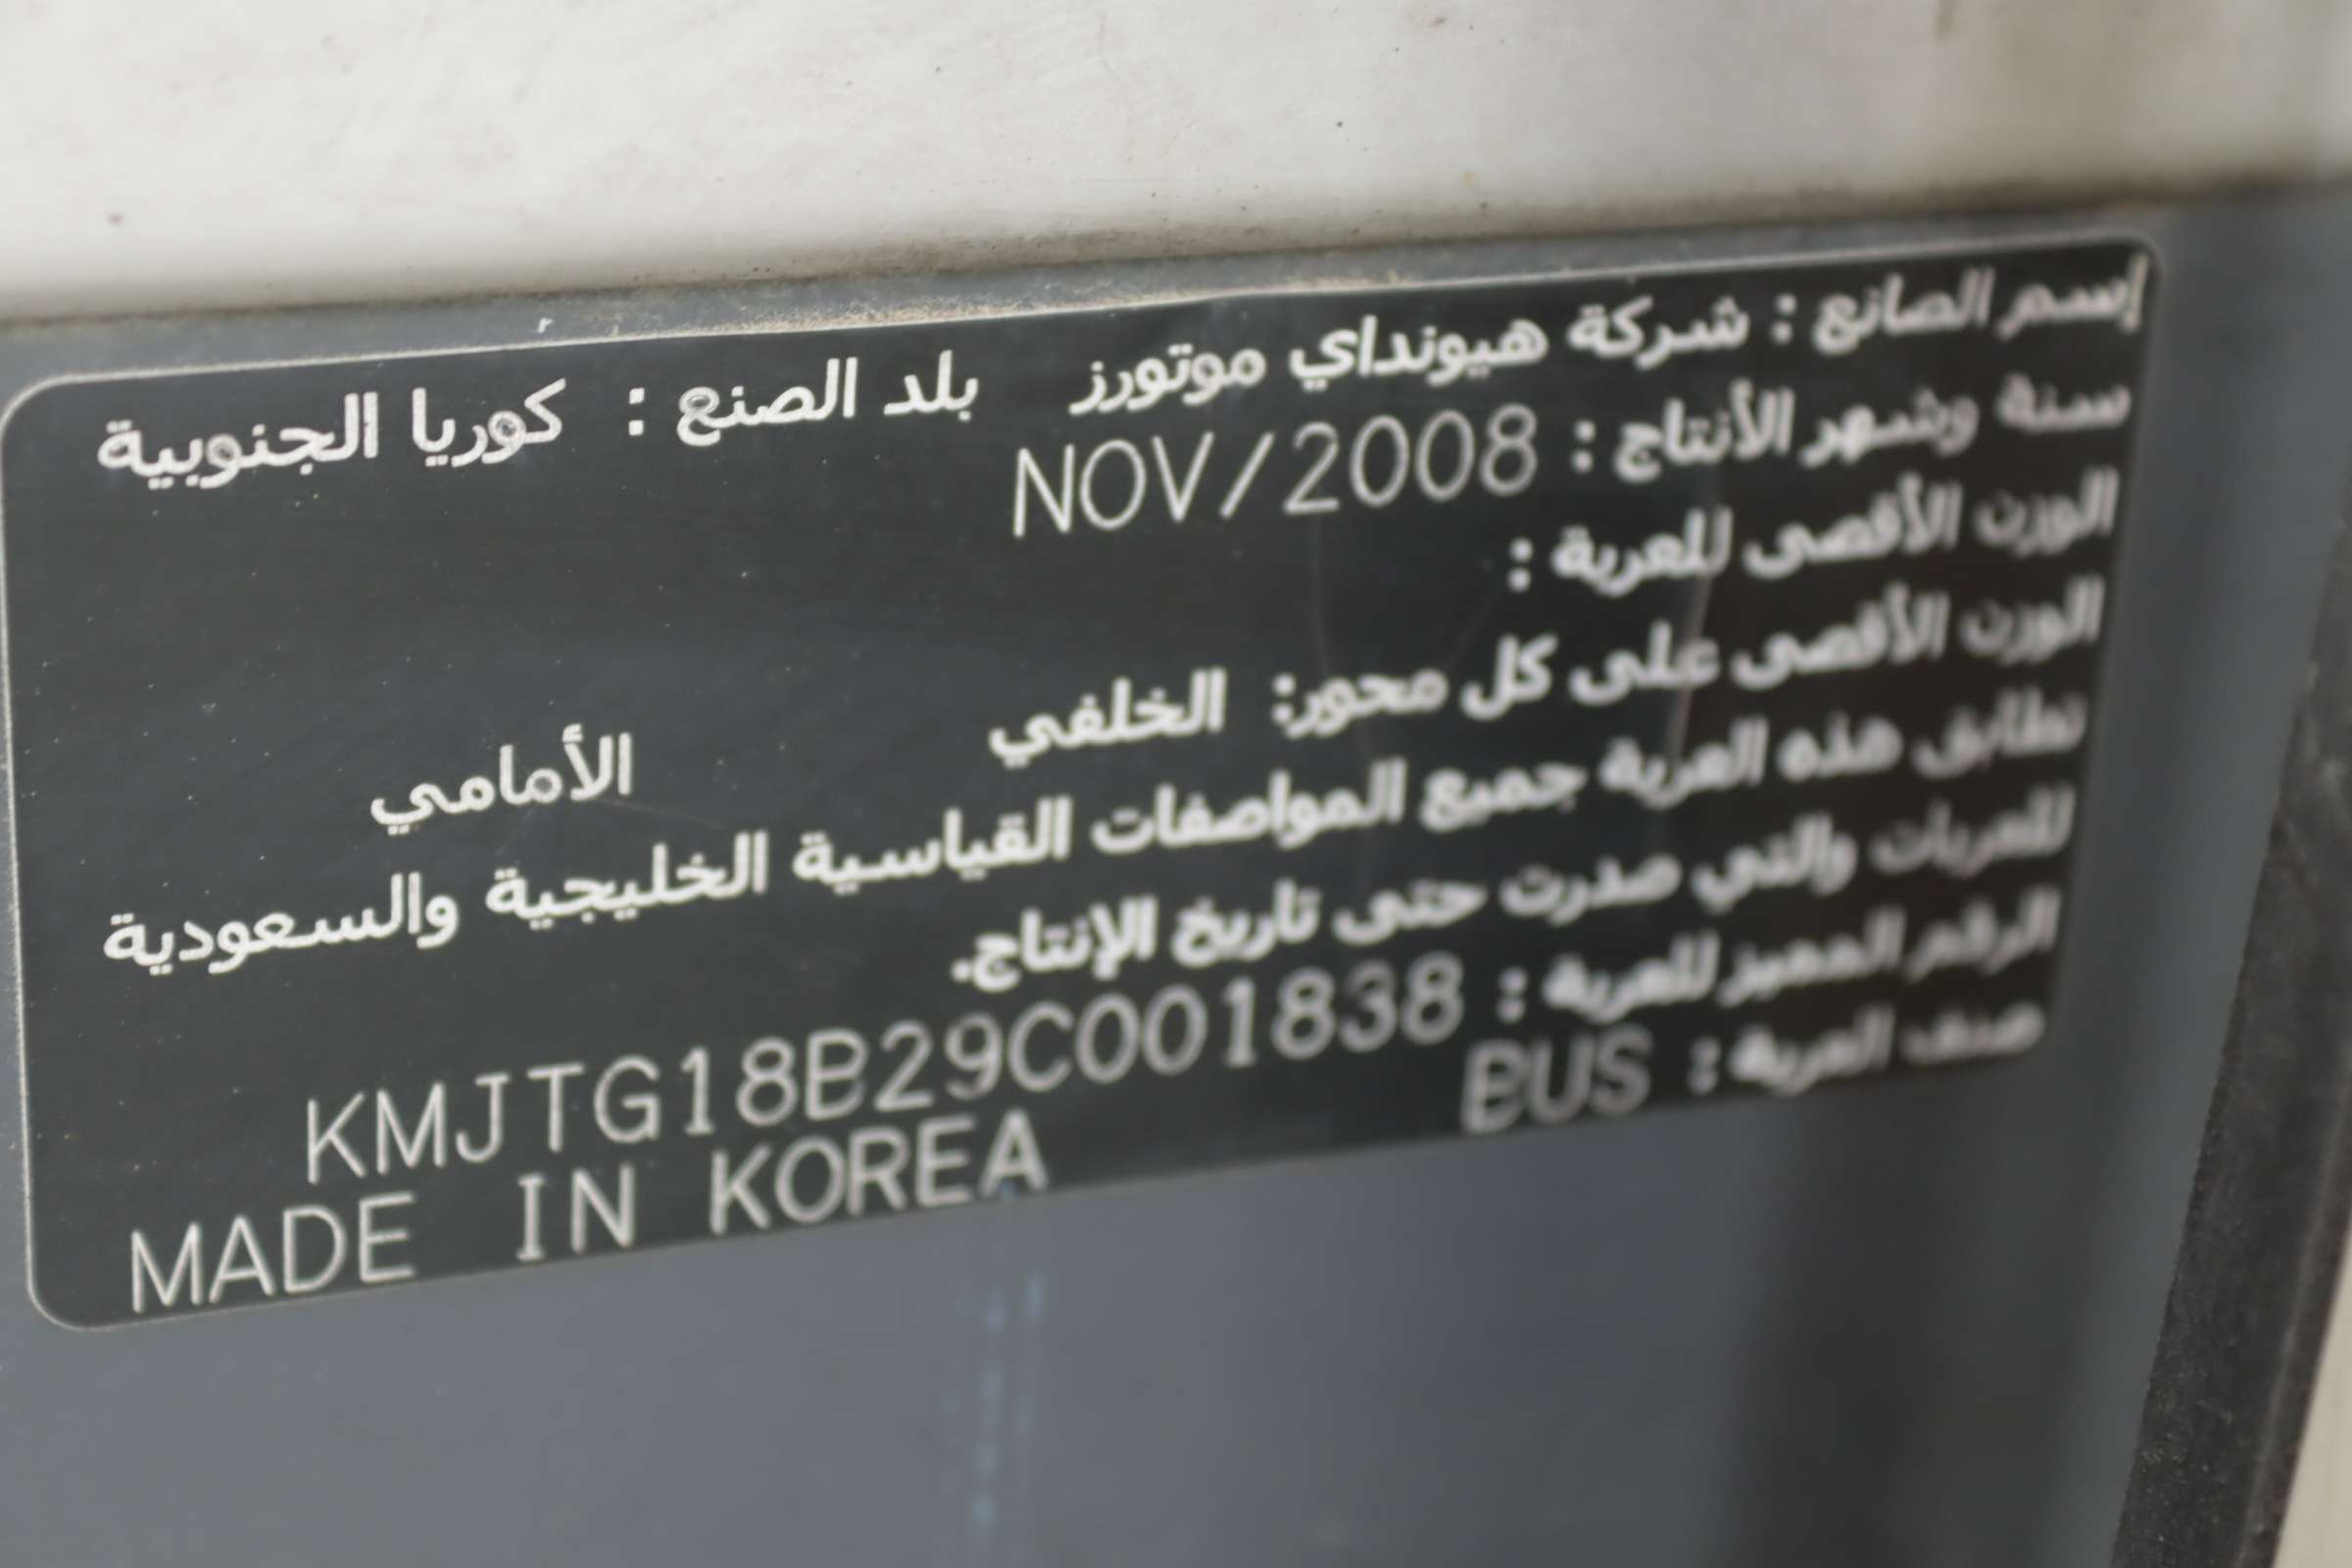 إسم الصانع : شركة هيونداي موتورز بلد الصنع : كوريا الجنوبية
سنة وشهر الأنتاج : NOV/2008
الوزن الأقصى للعربة :
الوزن الأقصى على كل محور: الخلفي الأمامي
تطابق هذه العربة جميع المواصفات القياسية الخليجية والسعودية
للعربات والتي صدرت حتى تاريخ الإنتاج.
الرقم المميز للعربة : KMJTG18B29C001838
صنف العربة : BUS MADE IN KOREA